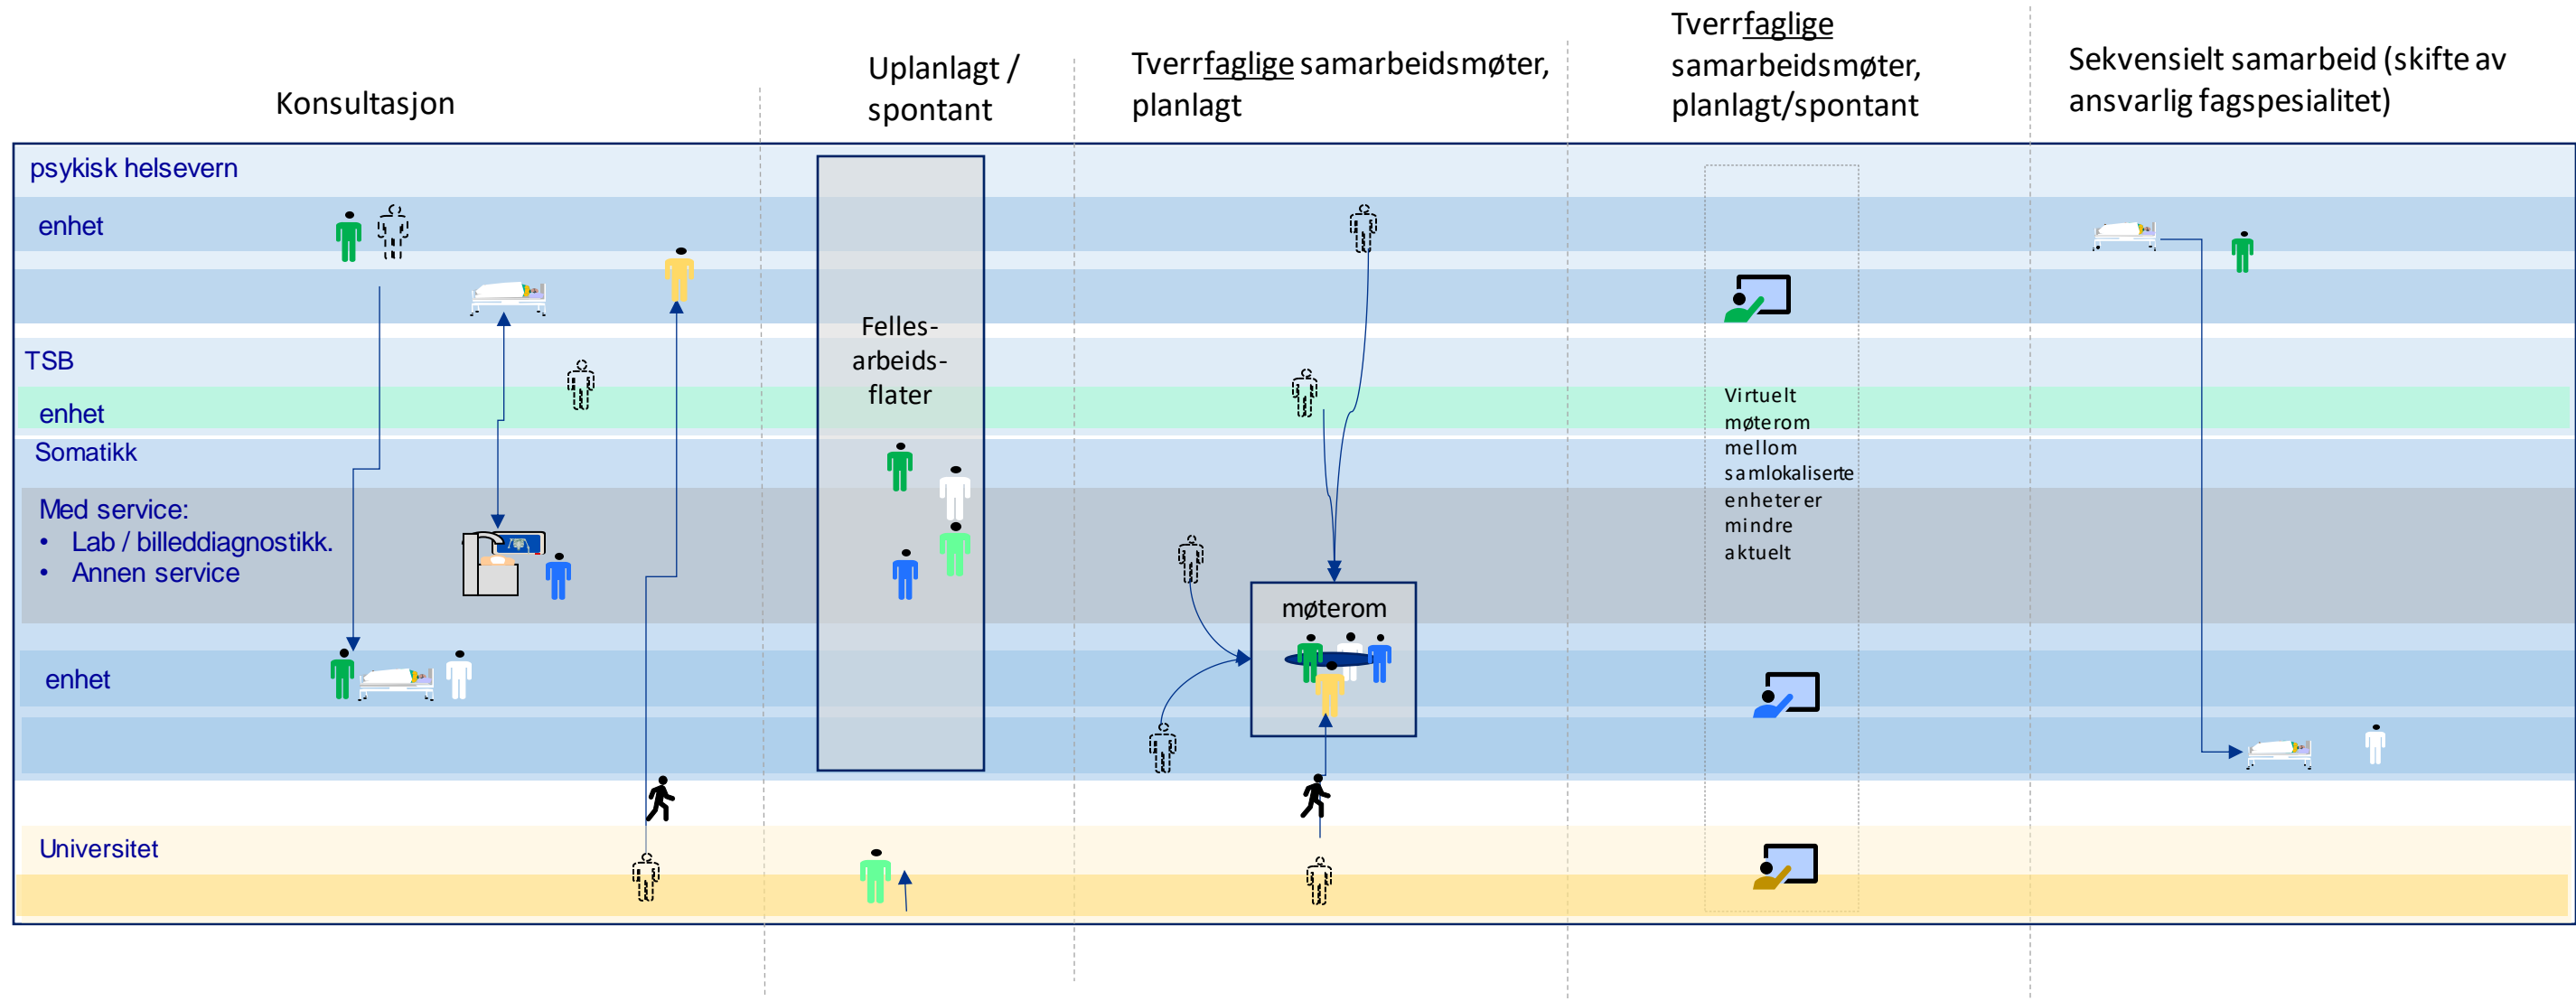 Konsultasjon
Uplanlagt /
spontant
Tverrfaglige samarbeidsmøter,
planlagt
Tverrfaglige
samarbeidsmøter,
planlagt/spontant
Sekvensielt samarbeid (skifte av
ansvarlig fagspesialitet)
psykisk helsevern
enhet
TSB
enhet
Somatikk
Med service:
• Lab / billeddiagnostikk.
• Annen service
enhet
Universitet
Felles-
arbeids-
flater
møterom
Virtuelt
møterom
mellom
samlokaliserte
enheter er
mindre
aktuelt